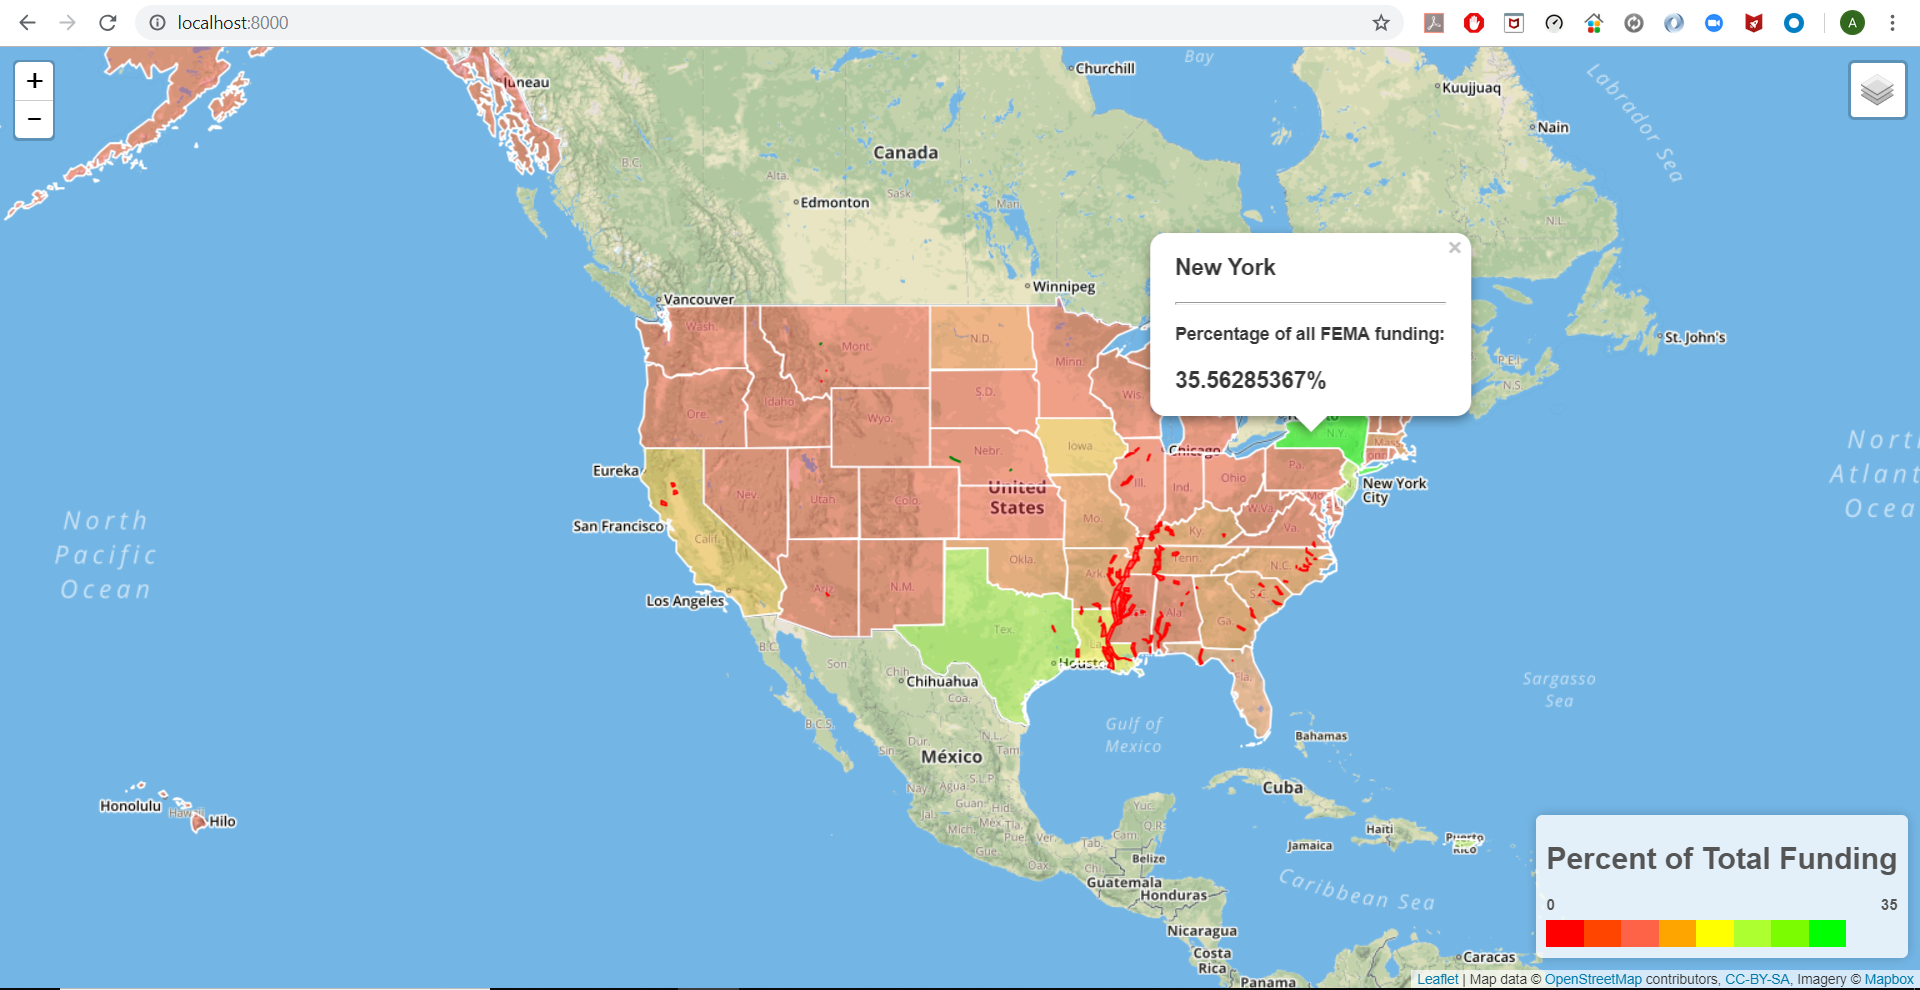 localhost:8000
A
+
−
Juneau
Churchill
Bay
Kuujjuaq
Labrador Sea
Nain
B.C.
Canada
Alta.
Sask.
Man.
Edmonton
N.L.
Vancouver
Winnipeg
×
New York
Percentage of all FEMA funding:
35.56285367%
St. John's
P.E.I.
N.S.
Wash.
Mont.
N.D.
Minn.
Ore.
Idaho
Wyo.
S.D.
Wis.
N.Y.
Mass.
Iowa
Nebr.
Chicago
Eureka
Nev.
Utah
Colo.
United
States
Ill.
Ind.
Ohio
Pa.
New York
City
North
Atlant
Ocea
North
Pacific
Ocean
San Francisco
Calif.
Mo.
Ky.
W.Va.
Va.
Okla.
Ark.
Tenn.
N.C.
Los Angeles
Ariz.
N.M.
S.C.
Tex.
La.
Ala.
Ga.
B.C.
Son.
Chih.
Houst
Fla.
Chihuahua
Coa.
Sargasso
Sea
B.C.S.
Gulf of
Mexico
Bahamas
Dur.
N.L.
Sin.
Tam.
México
Cuba
S.L.P.
Nay.
Agua.
Guan.
Hid.
Yuc.
Q.R.
Honolulu
Hawaii
Hilo
Jal.
Mich.
Méx.
Tla.
Pue.
Ver.
Cam.
Tab.
Gue.
Oax.
Chi.
Haiti
Jamaica
Puerto
Rico
Belize
Guatemala
Honduras
Caribbean Sea
Nicaragua
Costa
Rica
Panama
Caracas
Percent of Total Funding
0 35
Leaflet | Map data © OpenStreetMap contributors, CC-BY-SA, Imagery © Mapbox